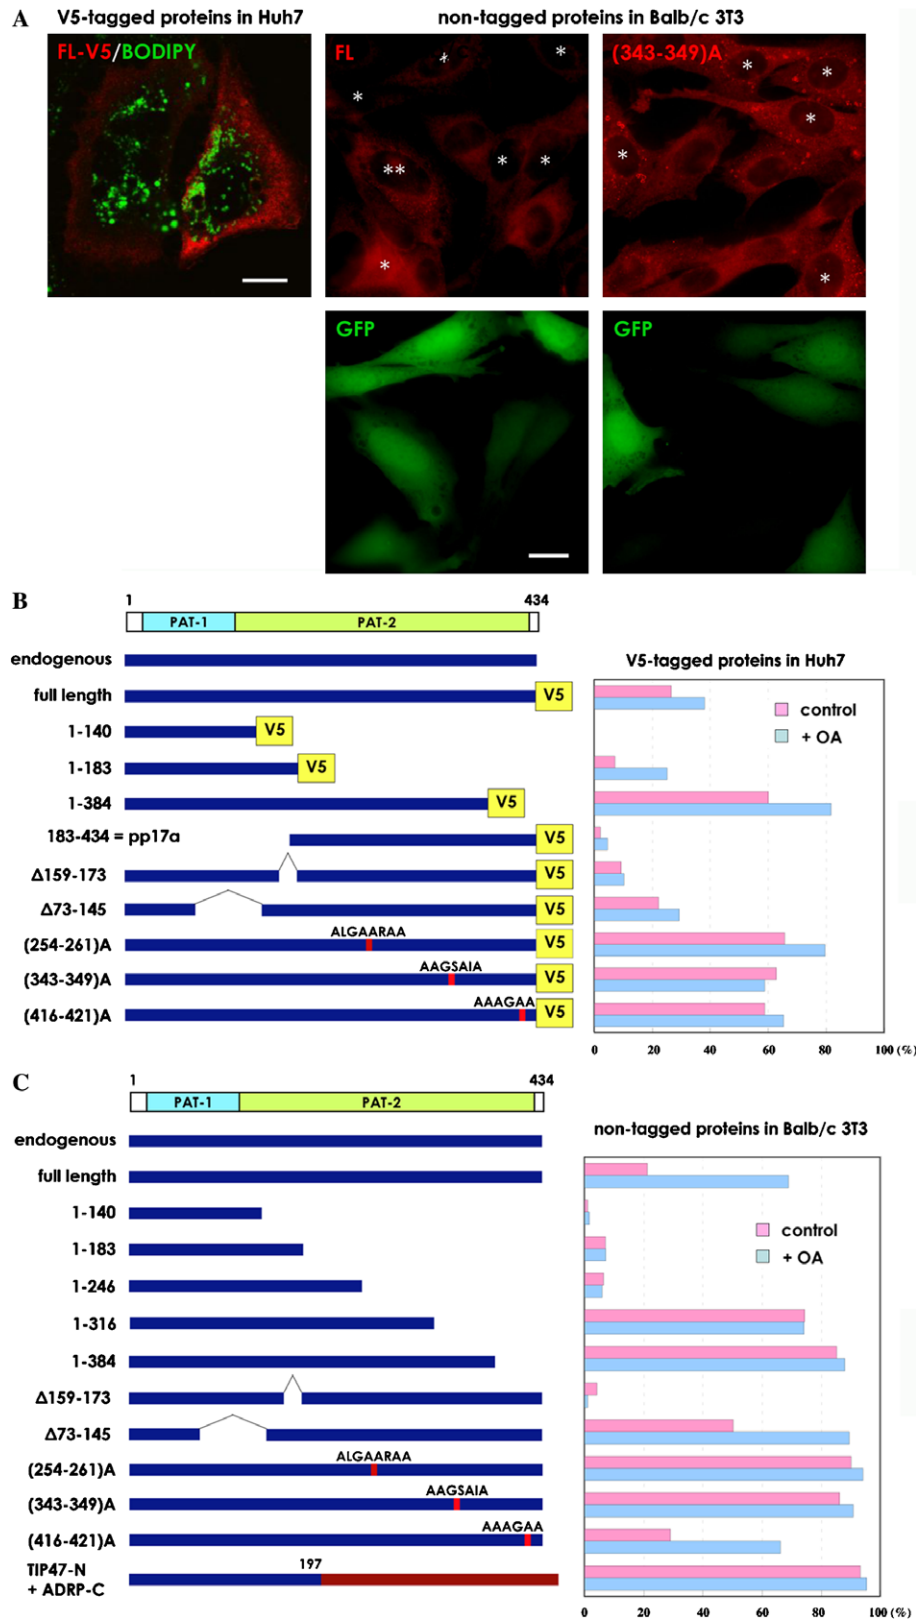 A
V5-tagged proteins in Huh7
non-tagged proteins in Balb/c 3T3
FL-V5/BODIPY
FL
(343-349)A
*
*
*
*
*
*
**
*
*
*
*
*
*
GFP
GFP
B
1
434
PAT-1
PAT-2
endogenous
full length
V5
1-140
V5
1-183
V5
1-384
V5
183-434 = pp17a
V5
Δ159-173
V5
Δ73-145
V5
(254-261)A
ALGAARAA
V5
(343-349)A
AAGSAIA
V5
(416-421)A
AAAGAA
V5
V5-tagged proteins in Huh7
control
+ OA
0 20 40 60 80 100 (%)
C
1
434
PAT-1
PAT-2
endogenous
full length
1-140
1-183
1-246
1-316
1-384
Δ159-173
Δ73-145
(254-261)A
ALGAARAA
(343-349)A
AAGSAIA
(416-421)A
AAAGAA
TIP47-N
+ ADRP-C
197
non-tagged proteins in Balb/c 3T3
control
+ OA
0 20 40 60 80 100 (%)